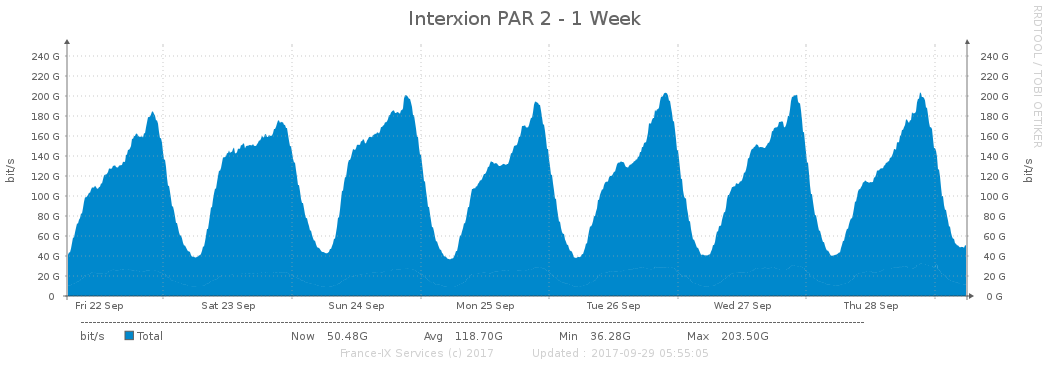 Interxion PAR 2 - 1 Week
RRDTOOL / TOBI OETIKER
240 G 240 G
220 G 220 G
200 G 200 G
180 G 180 G
160 G 160 G
140 G 140 G
120 G 120 G
100 G 100 G
80 G 80 G
60 G 60 G
40 G 40 G
20 G 20 G
0 0 G
bit/s
bit/s
Fri 22 Sep Sat 23 Sep Sun 24 Sep Mon 25 Sep Tue 26 Sep Wed 27 Sep Thu 28 Sep
bit/s Total Now 50.48G Avg 118.70G Min 36.28G Max 203.50G
France-IX Services (c) 2017 Updated : 2017-09-29 05:55:05